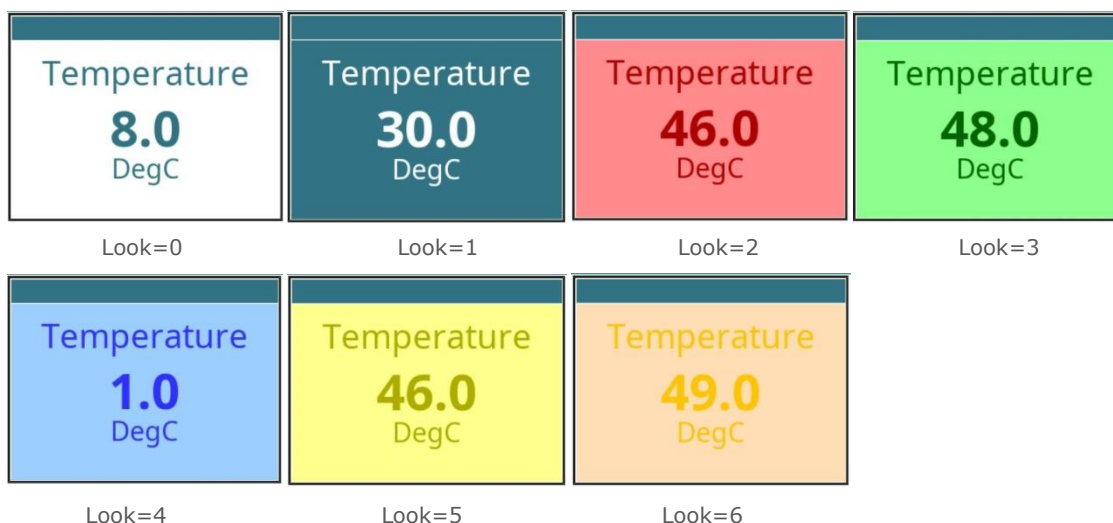 Temperature
8.0
DegC
Look=0
Temperature
30.0
DegC
Look=1
Temperature
46.0
DegC
Look=2
Temperature
48.0
DegC
Look=3
Temperature
1.0
DegC
Look=4
Temperature
46.0
DegC
Look=5
Temperature
49.0
DegC
Look=6